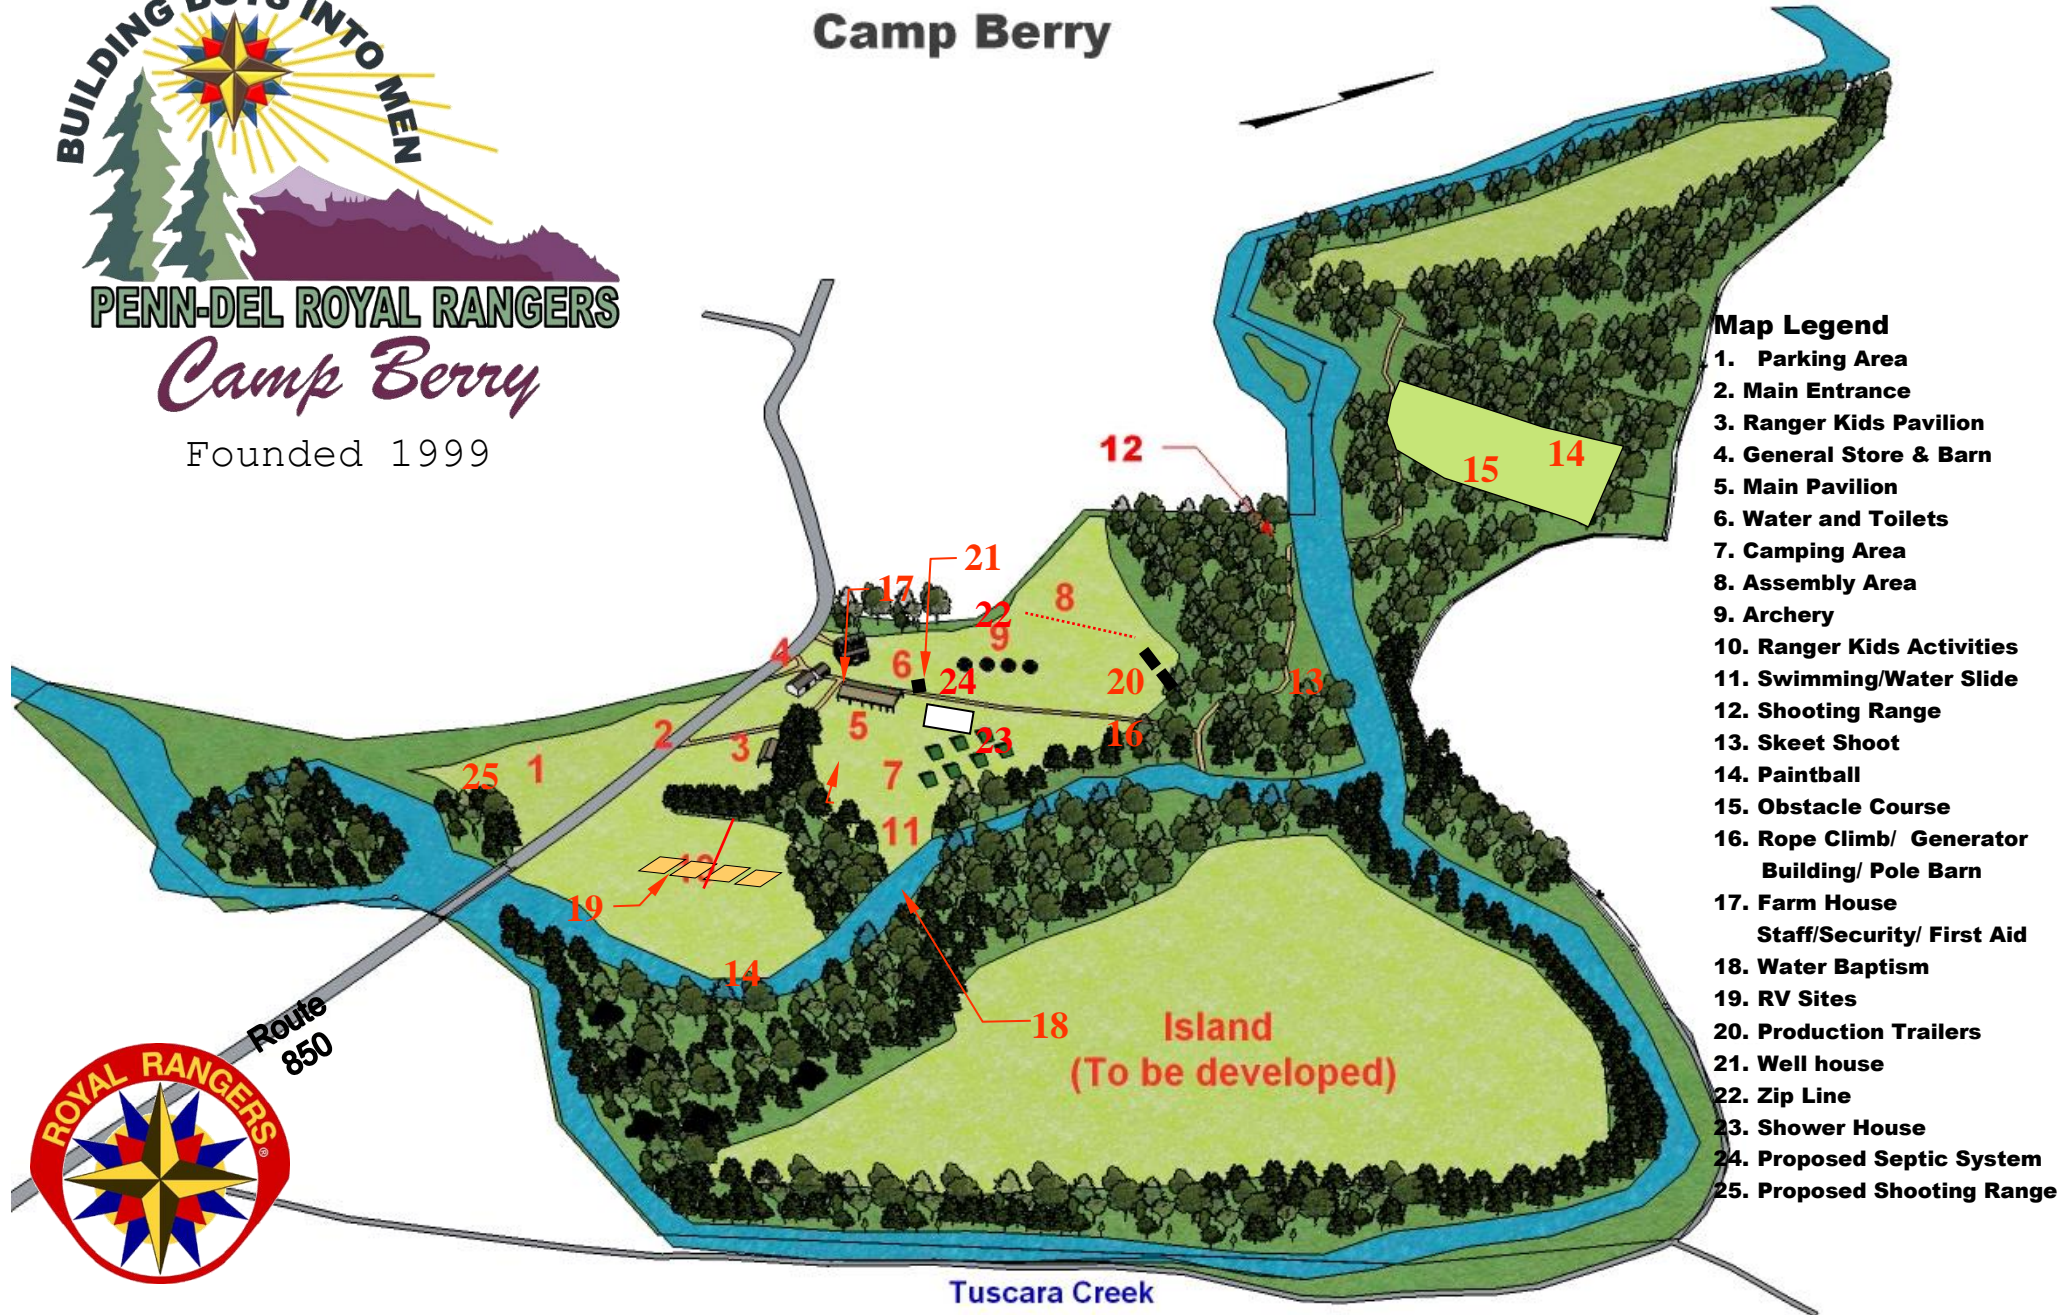 Camp Berry
BUILDING BOYS INTO MEN
PENN-DEL ROYAL RANGERS
Camp Berry
Founded 1999
Map Legend
1. Parking Area
2. Main Entrance
3. Ranger Kids Pavilion
4. General Store & Barn
5. Main Pavilion
6. Water and Toilets
7. Camping Area
8. Assembly Area
9. Archery
10. Ranger Kids Activities
11. Swimming/Water Slide
12. Shooting Range
13. Skeet Shoot
14. Paintball
15. Obstacle Course
16. Rope Climb/ Generator
Building/ Pole Barn
17. Farm House
Staff/Security/ First Aid
18. Water Baptism
19. RV Sites
20. Production Trailers
21. Well house
22. Zip Line
23. Shower House
24. Proposed Septic System
25. Proposed Shooting Range
12
15
14
21
17
22
8
9
4
6
24
20
13
2
5
3
23
16
25
1
7
11
19
14
18
Island
(To be developed)
Route
850
ROYAL RANGERS®
Tuscara Creek